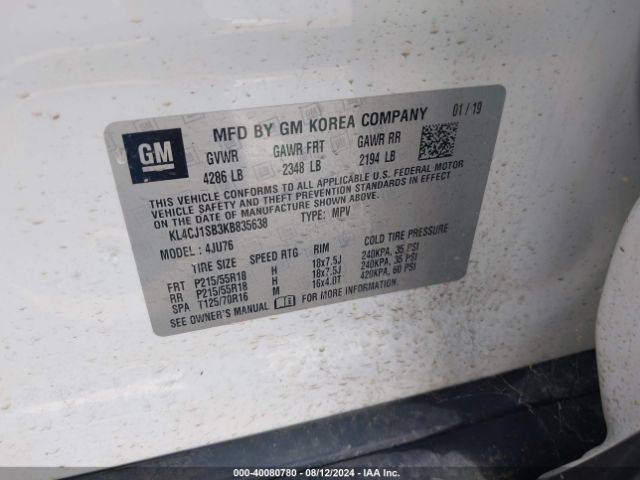 GM
MFD BY GM KOREA COMPANY
01/19
GVWR GAWR FRT GAWR RR
4286 LB 2348 LB 2194 LB
THIS VEHICLE CONFORMS TO ALL APPLICABLE U.S. FEDERAL MOTOR
VEHICLE SAFETY, BUMPER, AND THEFT PREVENTION STANDARDS IN EFFECT
ON THE DATE OF MANUFACTURE SHOWN ABOVE.
KL4CJ1SB3KB835638 TYPE: MPV
MODEL: 4JU76
TIRE SIZE SPEED RTG RIM COLD TIRE PRESSURE
FRT P215/55R18 H 18x7.5J 240KPA, 35 PSI
RR P215/55R18 H 18x7.5J 240KPA, 35 PSI
SPA T125/70R16 M 16x4.0T 420KPA, 60 PSI
SEE OWNER'S MANUAL FOR MORE INFORMATION.
000-40080780 - 08/12/2024 - IAA Inc.